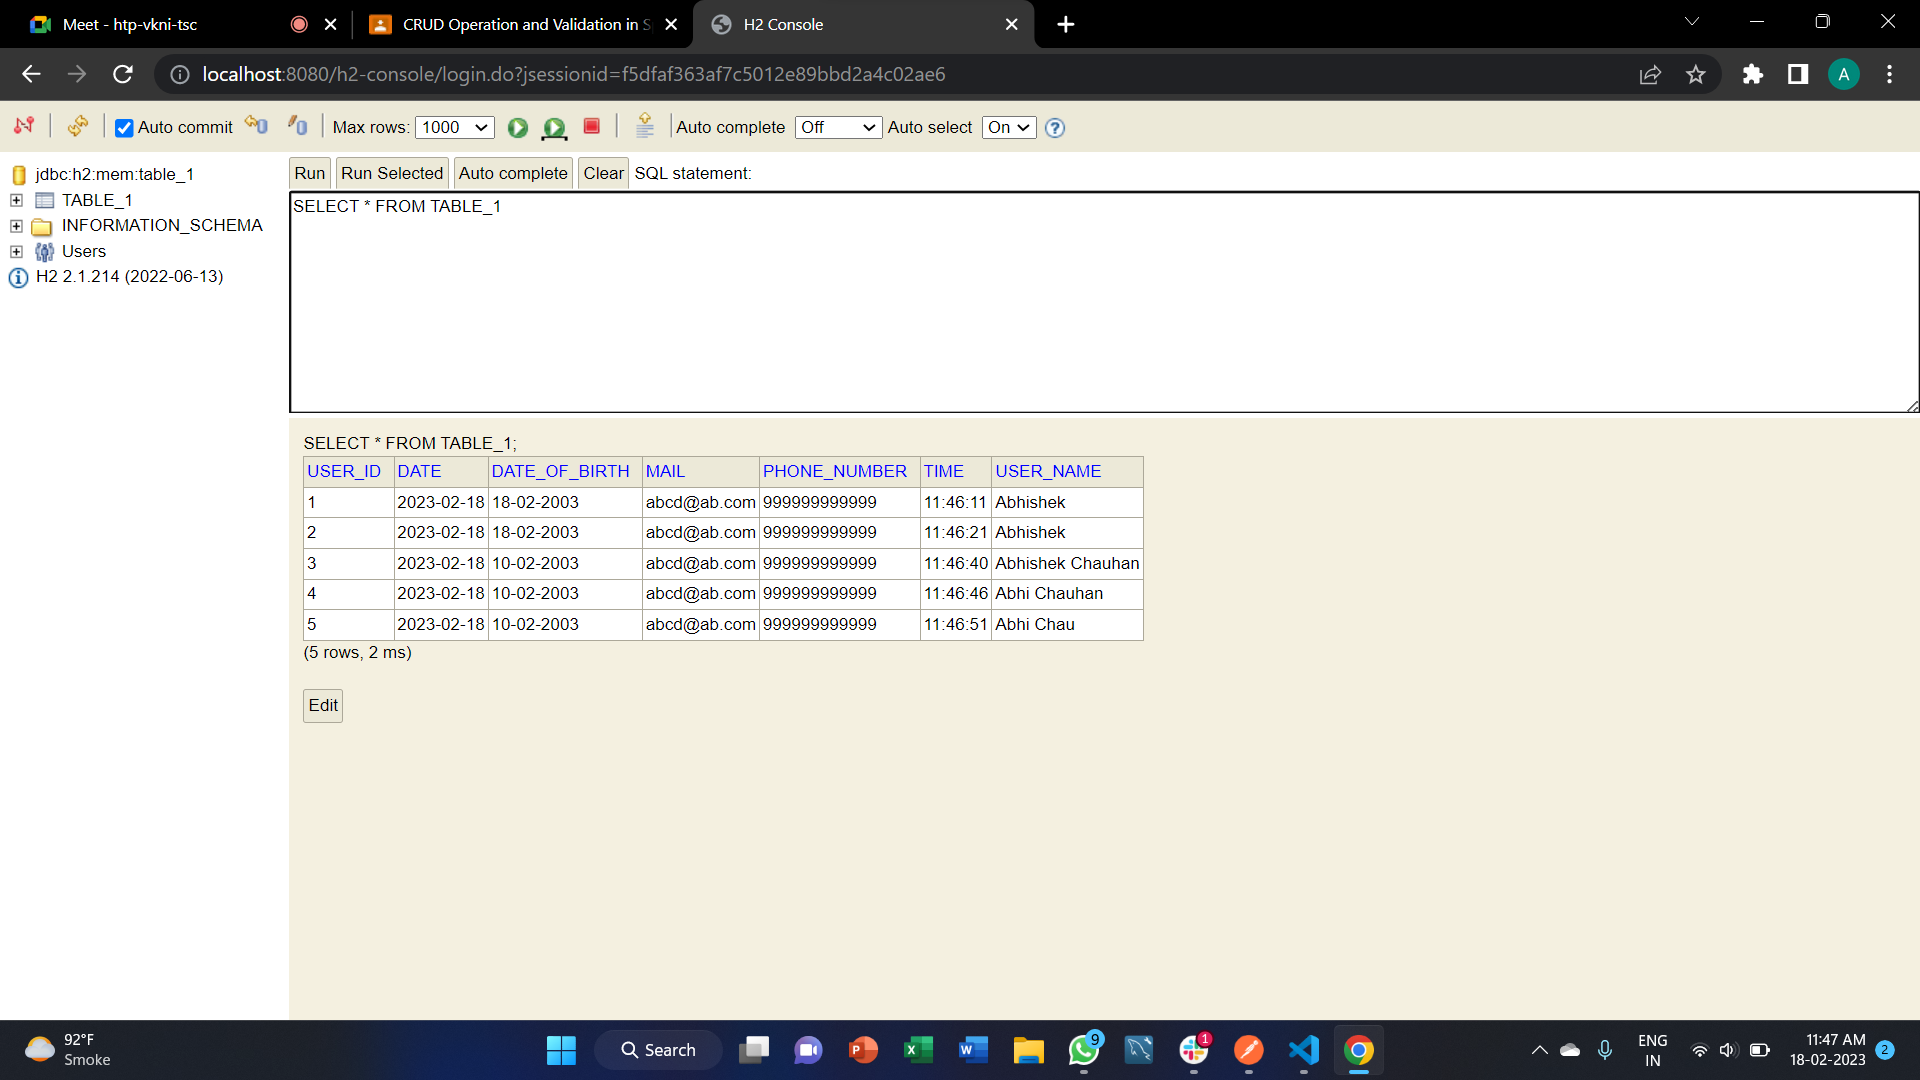 Meet - htp-vkni-tsc
CRUD Operation and Validation in S
H2 Console
localhost:8080/h2-console/login.do?jsessionid=f5dfaf363af7c5012e89bbd2a4c02ae6
A
Auto commit
Max rows: 1000
Auto complete Off
Auto select On
jdbc:h2:mem:table_1
TABLE_1
INFORMATION_SCHEMA
Users
H2 2.1.214 (2022-06-13)
Run Run Selected Auto complete Clear SQL statement:
SELECT * FROM TABLE_1
SELECT * FROM TABLE_1;
USER_ID DATE DATE_OF_BIRTH MAIL PHONE_NUMBER TIME USER_NAME
1 2023-02-18 18-02-2003 abcd@ab.com 999999999999 11:46:11 Abhishek
2 2023-02-18 18-02-2003 abcd@ab.com 999999999999 11:46:21 Abhishek
3 2023-02-18 10-02-2003 abcd@ab.com 999999999999 11:46:40 Abhishek Chauhan
4 2023-02-18 10-02-2003 abcd@ab.com 999999999999 11:46:46 Abhi Chauhan
5 2023-02-18 10-02-2003 abcd@ab.com 999999999999 11:46:51 Abhi Chau
(5 rows, 2 ms)
Edit
92°F
Smoke
Search
9
1
ENG
IN
11:47 AM
18-02-2023
2